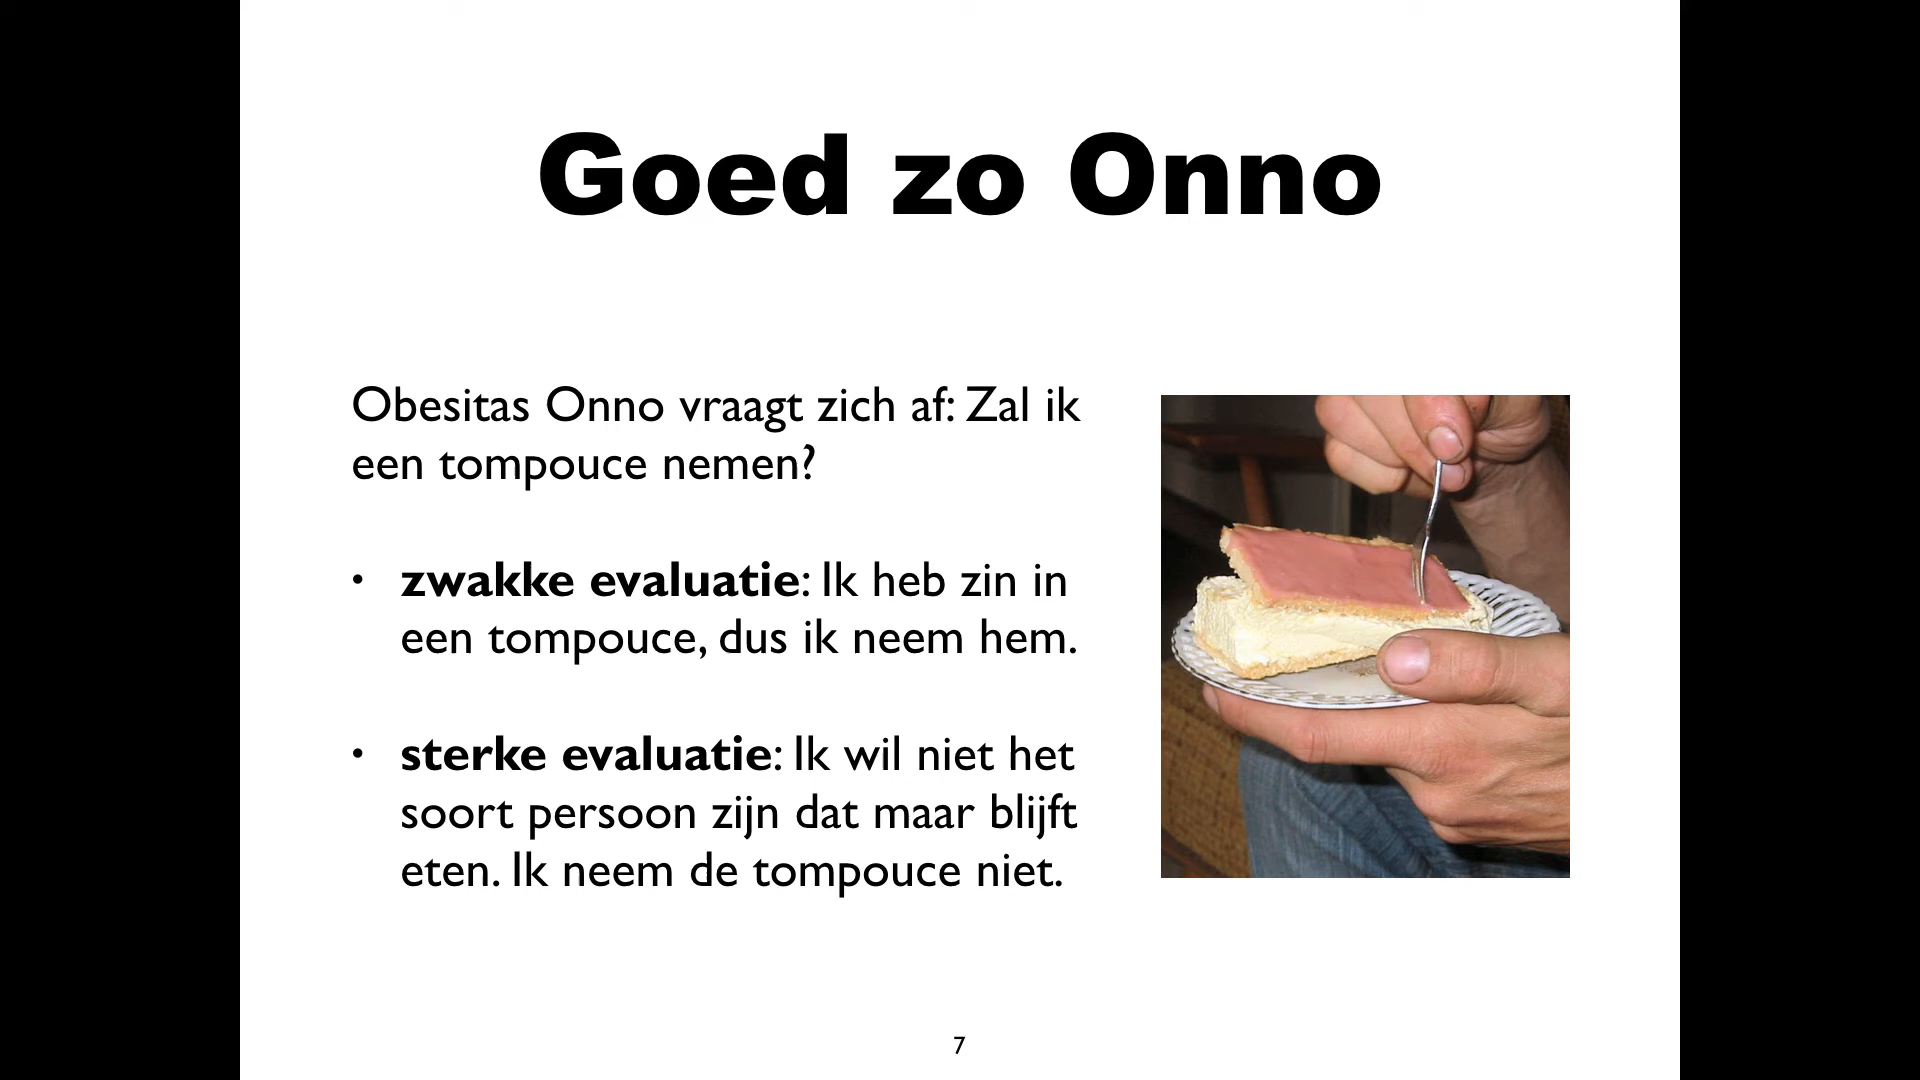 Goed zo Onno
Obesitas Onno vraagt zich af: Zal ik
een tompouce nemen?
• zwakke evaluatie: Ik heb zin in
een tompouce, dus ik neem hem.
• sterke evaluatie: Ik wil niet het
soort persoon zijn dat maar blijft
eten. Ik neem de tompouce niet.
7